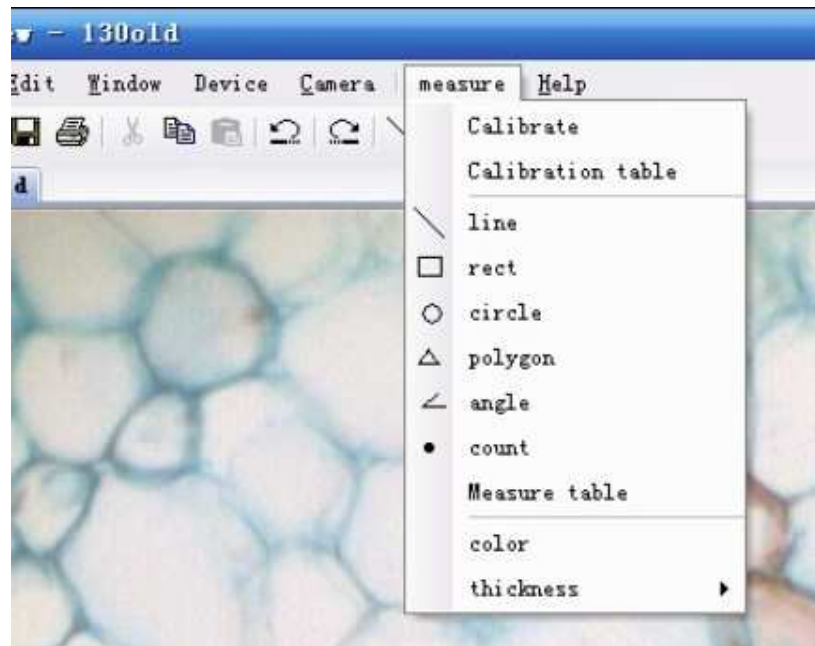 - 130old
Edit Window Device Camera measure Help
d
Calibrate
Calibration table
line
rect
circle
polygon
angle
count
Measure table
color
thickness